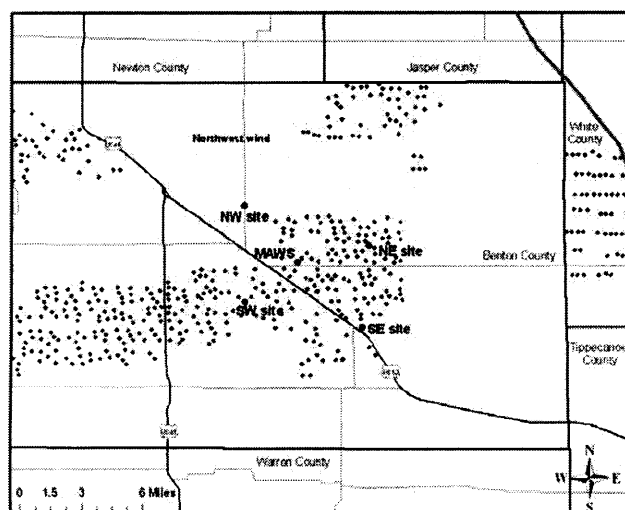 Newton County
Jasper County
Northwest wind
White
County
NW site
MAWS
NE site
Benton County
SW site
SE site
Tippecanoe
County
Warren County
0 1.5 3 6 Miles
N
W E
S